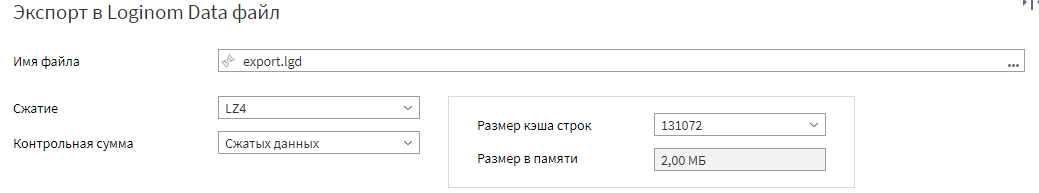 Экспорт в Loginom Data файл
Имя файла export.lgd ...
Сжатие LZ4
Размер кэша строк 131072
Контрольная сумма Сжатых данных
Размер в памяти 2,00 МБ